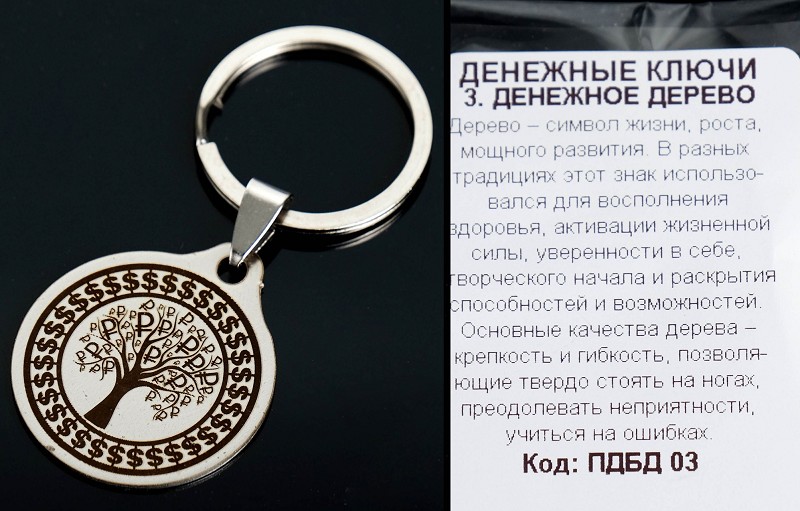 ДЕНЕЖНЫЕ КЛЮЧИ
3. ДЕНЕЖНОЕ ДЕРЕВО
Дерево – символ жизни, роста,
мощного развития. В разных
традициях этот знак использо-
вался для восполнения
здоровья, активации жизненной
силы, уверенности в себе,
творческого начала и раскрытия
способностей и возможностей.
Основные качества дерева –
крепкость и гибкость, позволя-
ющие твердо стоять на ногах,
преодолевать неприятности,
учиться на ошибках.
Код: ПДБД 03